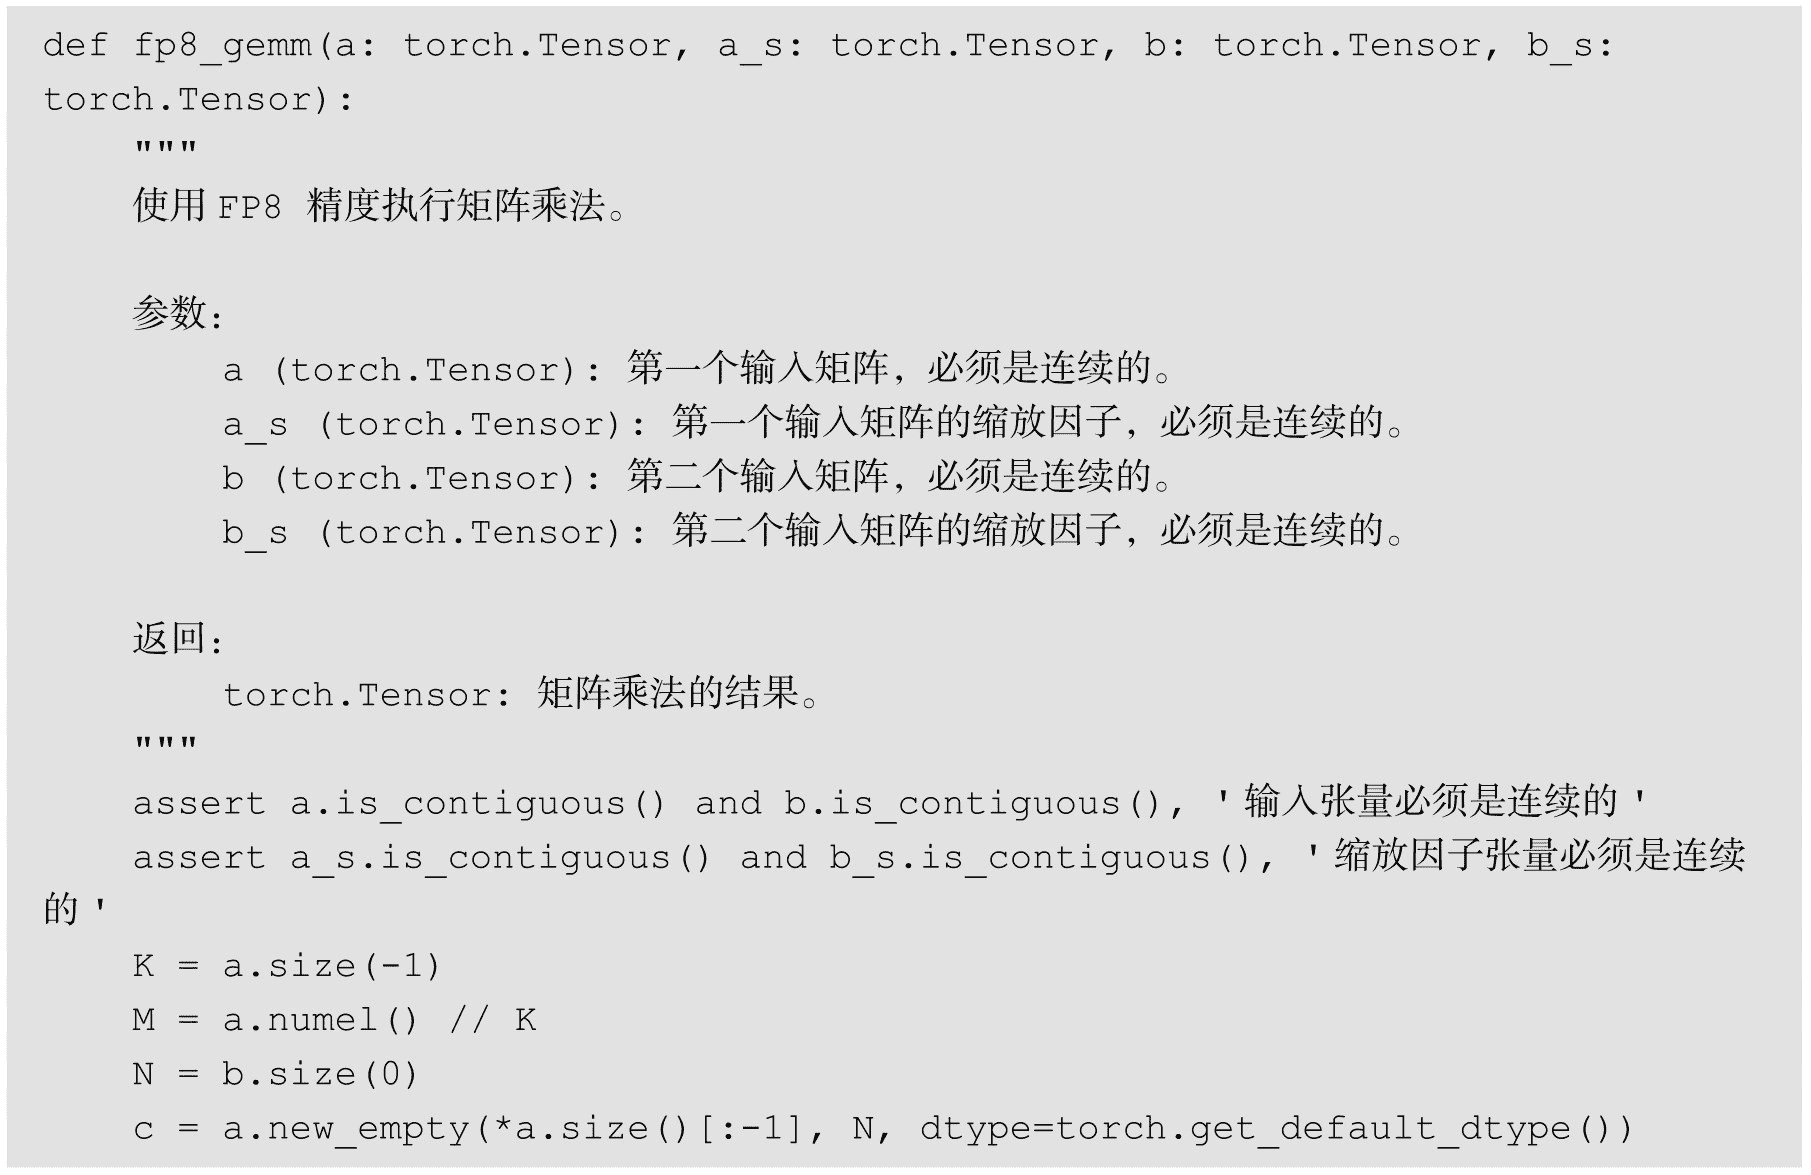 def fp8_gemm(a: torch.Tensor, a_s: torch.Tensor, b: torch.Tensor, b_s:
torch.Tensor):
    """
    使用FP8 精度执行矩阵乘法。

    参数：
        a (torch.Tensor): 第一个输入矩阵，必须是连续的。
        a_s (torch.Tensor): 第一个输入矩阵的缩放因子，必须是连续的。
        b (torch.Tensor): 第二个输入矩阵，必须是连续的。
        b_s (torch.Tensor): 第二个输入矩阵的缩放因子，必须是连续的。

    返回：
        torch.Tensor: 矩阵乘法的结果。
    """
    assert a.is_contiguous() and b.is_contiguous(), '输入张量必须是连续的'
    assert a_s.is_contiguous() and b_s.is_contiguous(), '缩放因子张量必须是连续
的'
    K = a.size(-1)
    M = a.numel() // K
    N = b.size(0)
    c = a.new_empty(*a.size()[:-1], N, dtype=torch.get_default_dtype())